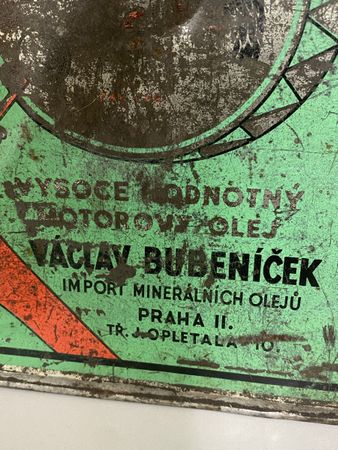 VYSOCE HODNOTNÝ
MOTOROVÝ OLEJ
VÁCLAV BUBENÍČEK
IMPORT MINERÁLNÍCH OLEJŮ
PRAHA II.
TŘ. J. OPLETALA 10.